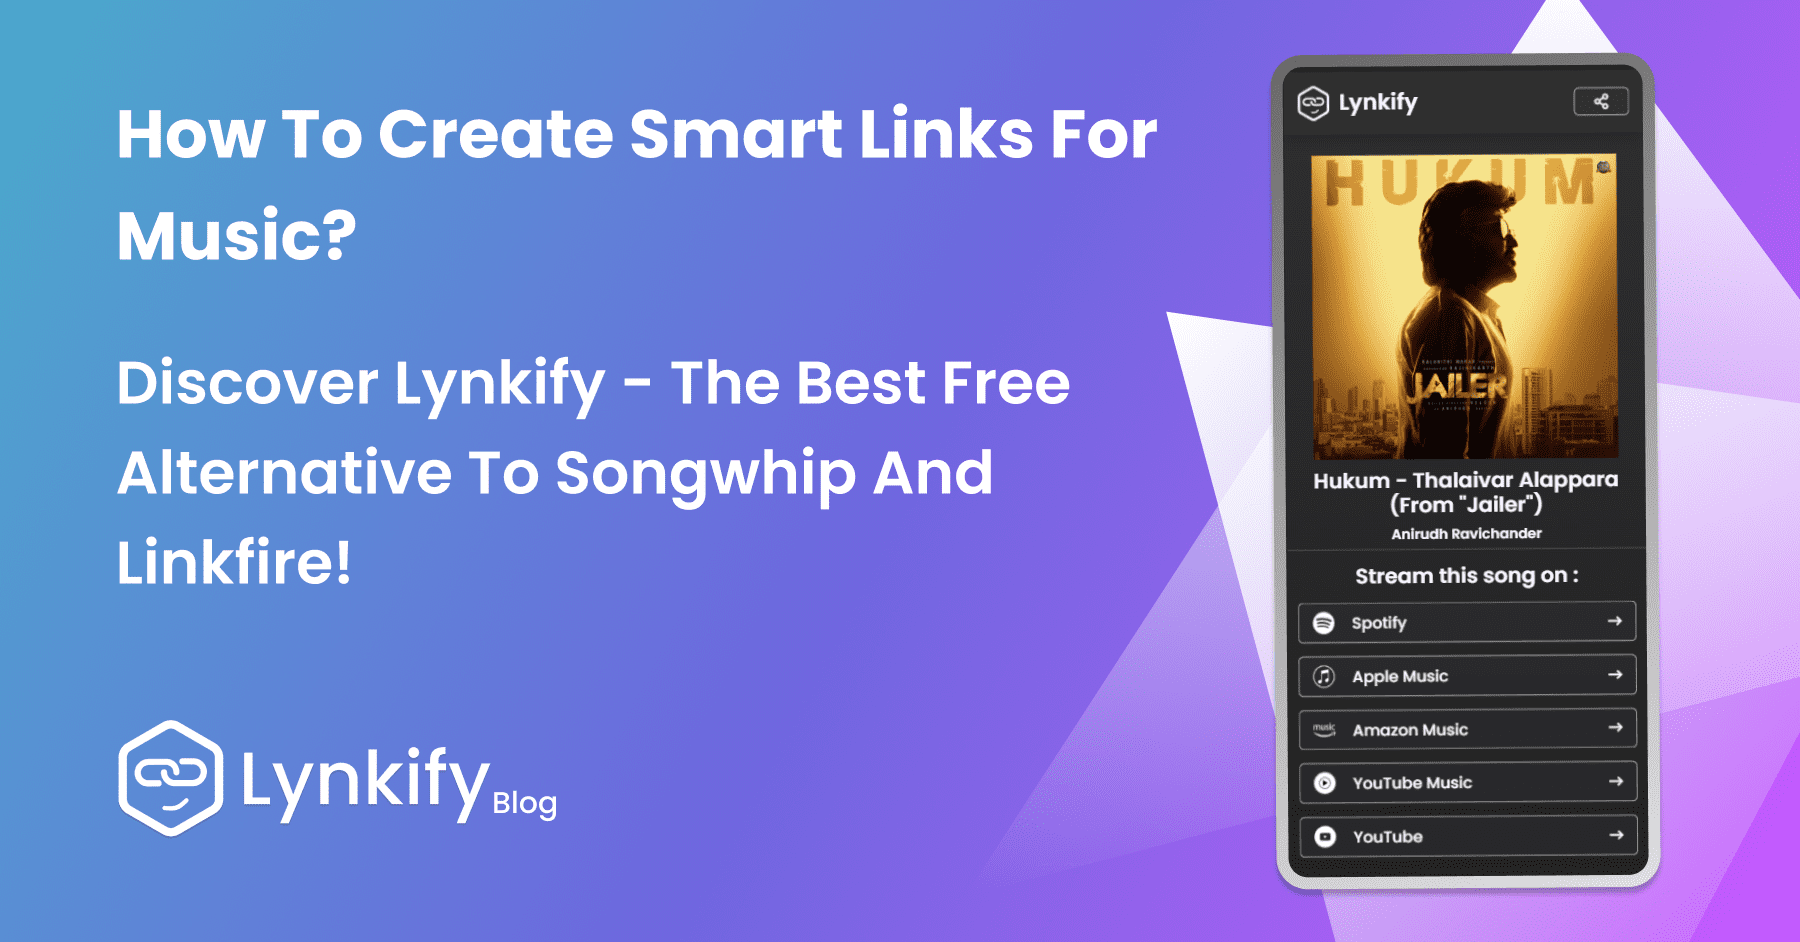 How To Create Smart Links For
Music?
Discover Lynkify - The Best Free
Alternative To Songwhip And
Linkfire!
Lynkify Blog
Lynkify
HUKUM
JAILER
Hukum - Thalaivar Alappara
(From "Jailer")
Anirudh Ravichander
Stream this song on :
Spotify
Apple Music
music
Amazon Music
YouTube Music
YouTube